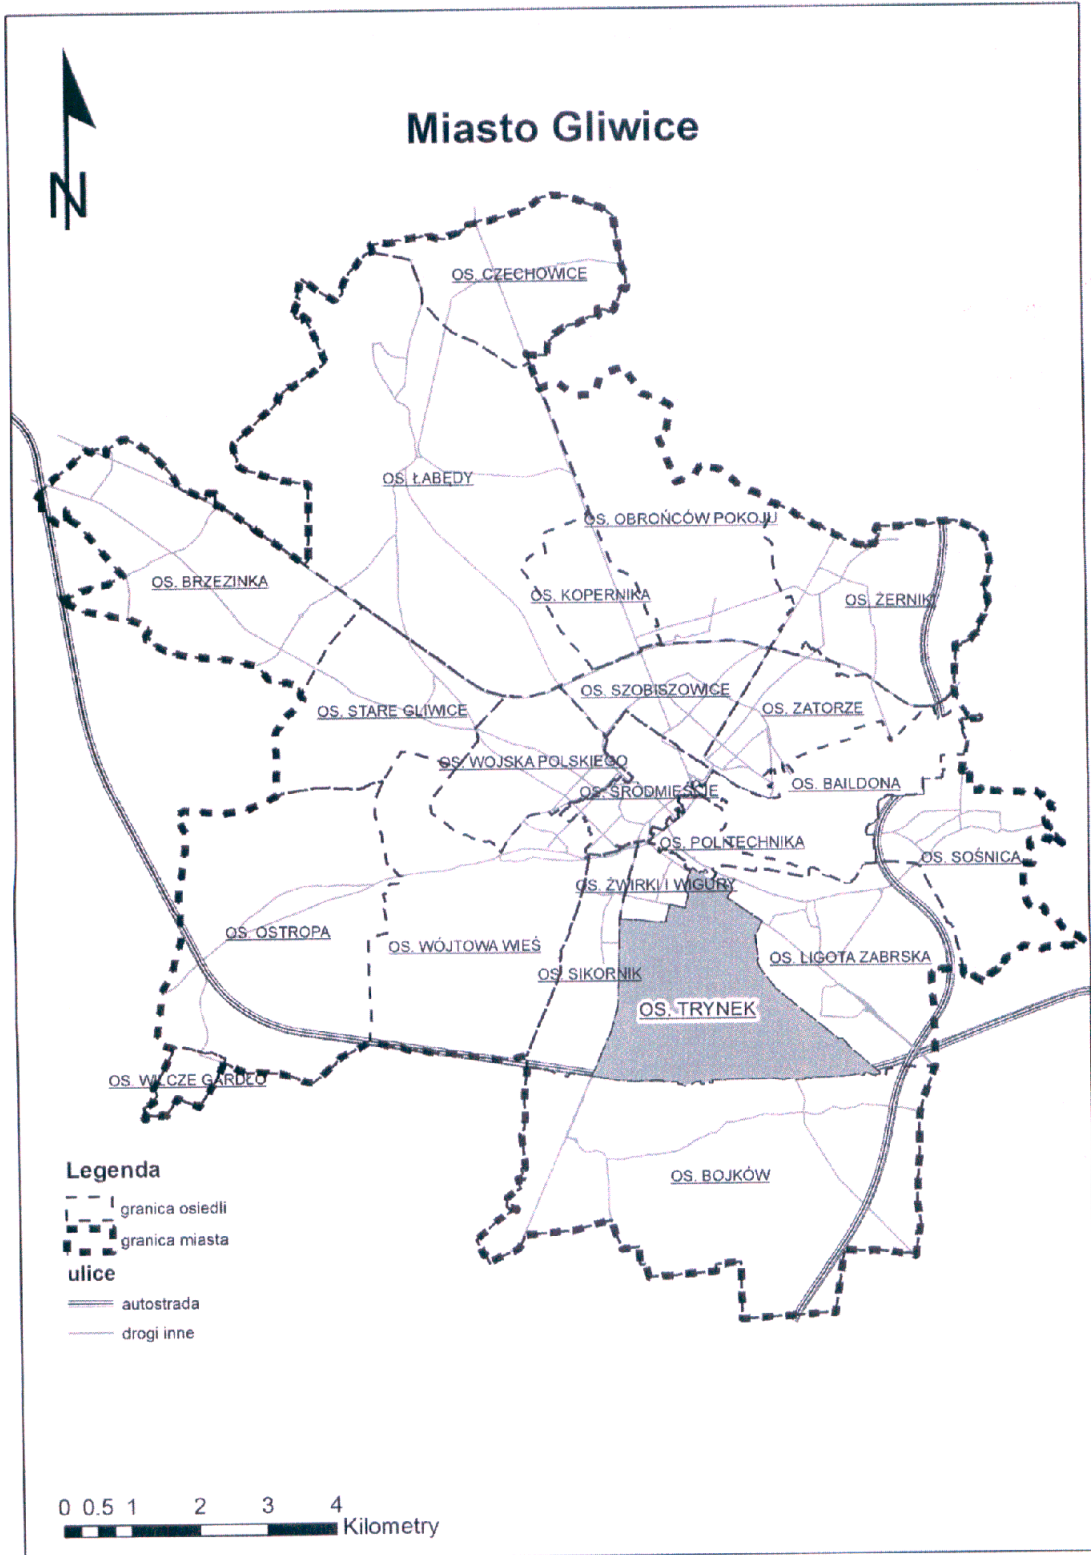 Miasto Gliwice
N
OS. CZECHOWICE
OS. ŁABĘDY
OS. OBROŃCÓW POKOJU
OS. BRZEZINKA
OS. KOPERNIKA
OS. ŻERNIKI
OS. SZOBISZOWICE
OS. STARE GLIWICE
OS. ZATORZE
OS. WOJSKA POLSKIEGO
OS. BAILDONA
OS. ŚRÓDMIEŚCIE
OS. POLITECHNIKA
OS. SOŚNICA
OS. ŻWIRKI I WIGURY
OS. OSTROPA
OS. WÓJTOWA WIEŚ
OS. LIGOTA ZABRSKA
OS. SIKORNIK
OS. TRYNEK
OS. WILCZE GARDŁO
OS. BOJKÓW
Legenda
granica osiedli
granica miasta
ulice
autostrada
drogi inne
0 0.5 1 2 3 4
Kilometry